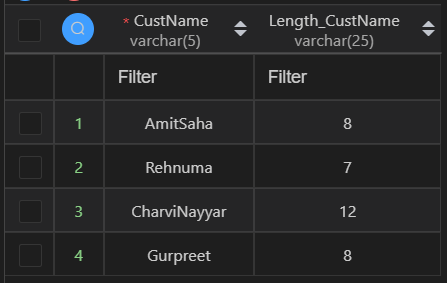 * CustName Length_CustName
varchar(5) varchar(25)
Filter Filter
1 AmitSaha 8
2 Rehnuma 7
3 CharviNayyar 12
4 Gurpreet 8